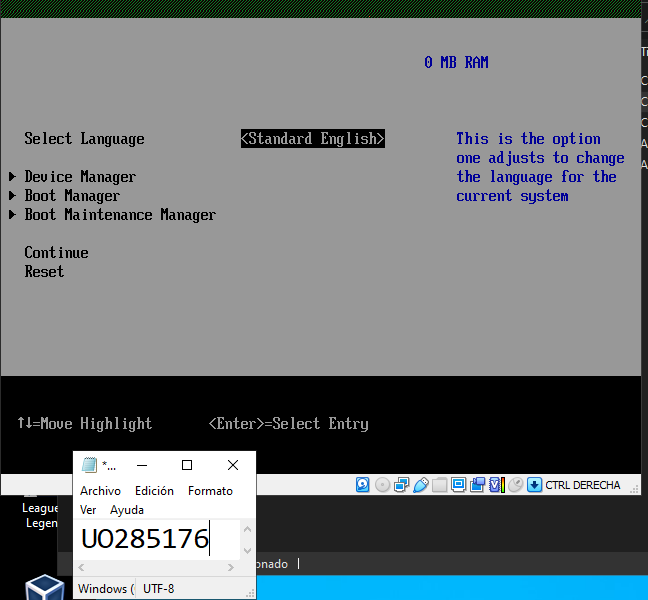 0 MB RAM
Select Language <Standard English> This is the option
one adjusts to change
Device Manager the language for the
Boot Manager current system
Boot Maintenance Manager
Continue
Reset
↑↓=Move Highlight <Enter>=Select Entry
CTRL DERECHA
*...
Archivo Edición Formato
Ver Ayuda
UO285176
Windows ( UTF-8
League
Legen
onado